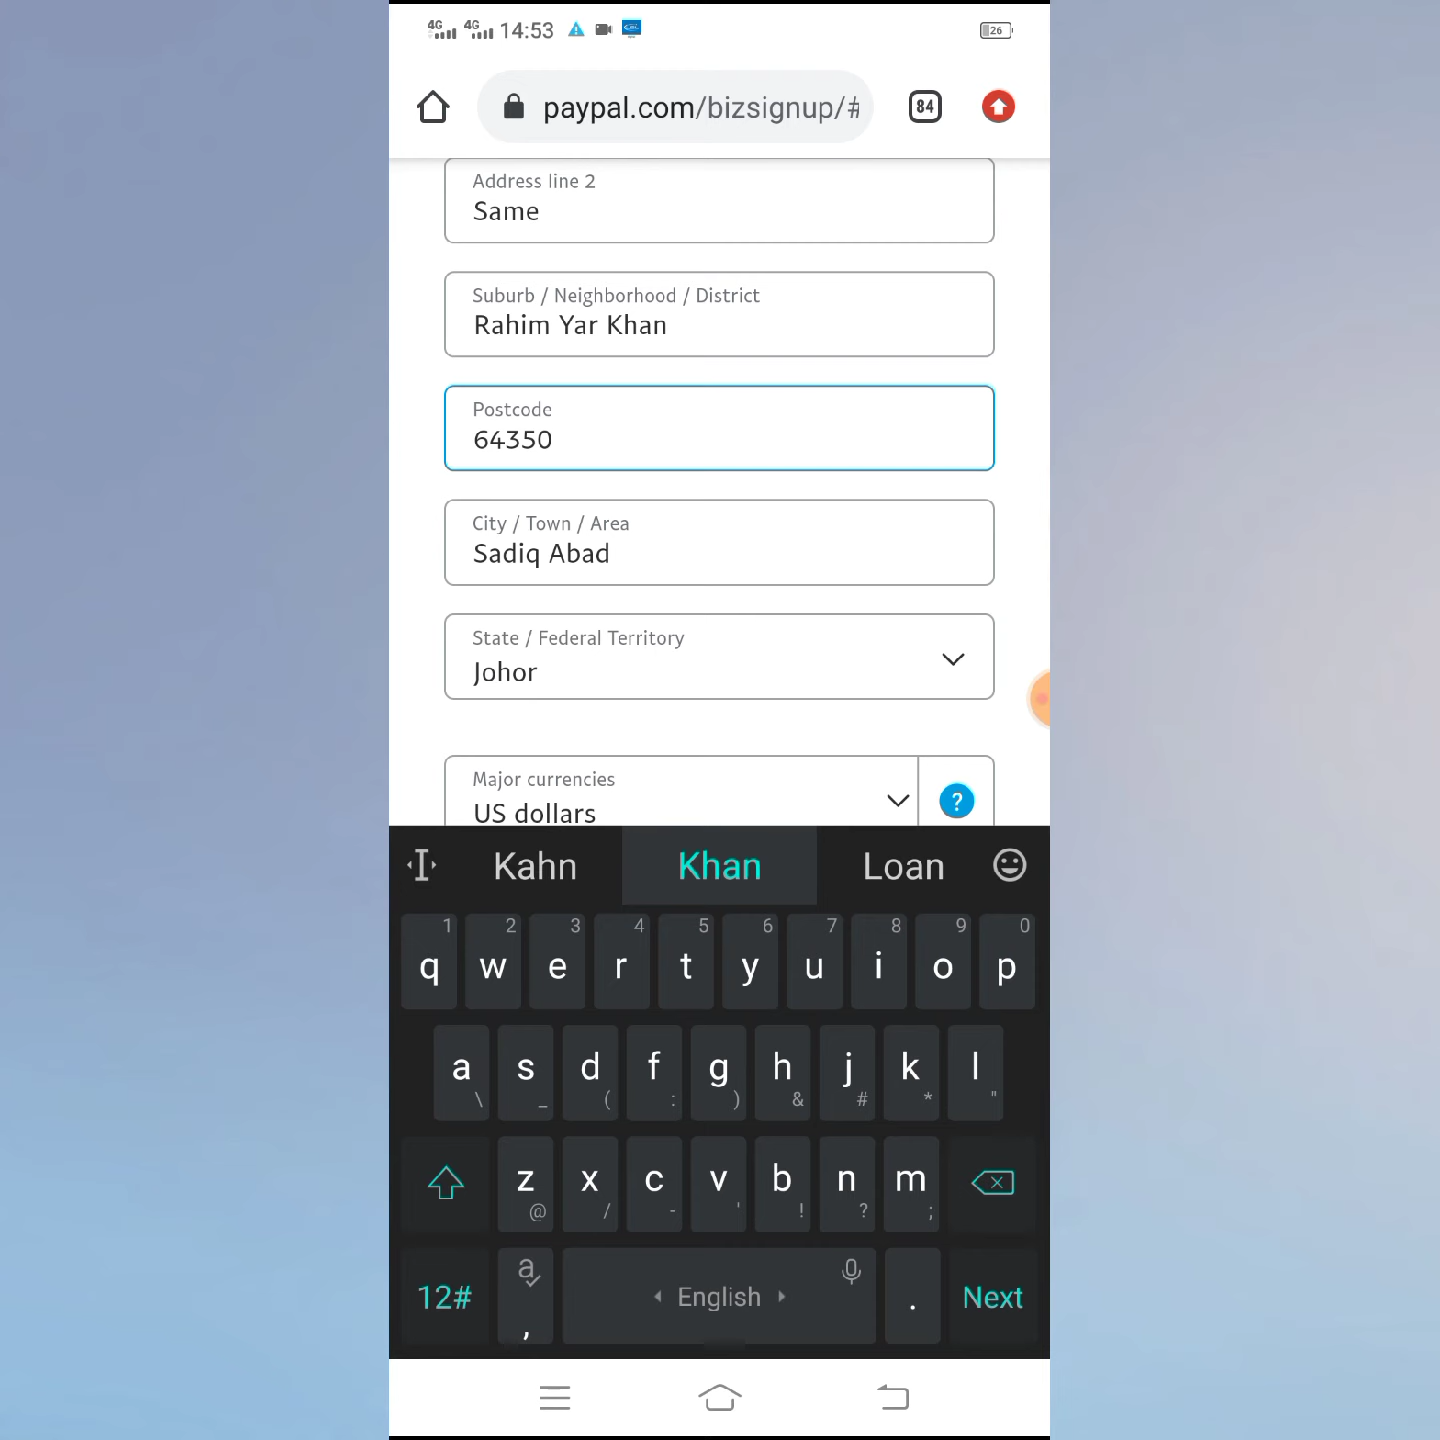 4G 4G 14:53 26
paypal.com/bizsignup/# 84
Address line 2
Same
Suburb / Neighborhood / District
Rahim Yar Khan
Postcode
64350
City / Town / Area
Sadiq Abad
State / Federal Territory
Johor
Major currencies
US dollars
?
Kahn Khan Loan
1 2 3 4 5 6 7 8 9 0
q w e r t y u i o p
a s d f g h j k l
\ _ ( : ) & # * "
z x c v b n m
@ / - ' ! ? ;
a
12# , English . Next